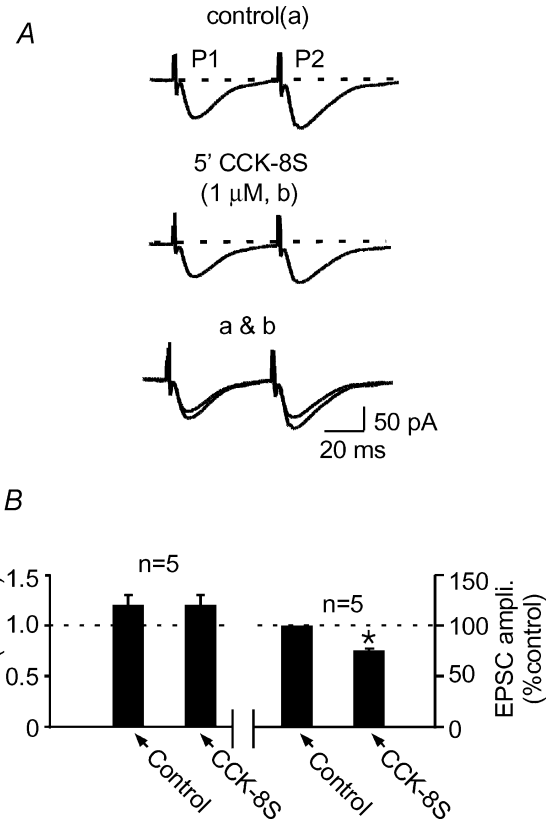 A
control(a)
P1 P2
5' CCK-8S
(1 μM, b)
a & b
50 pA
20 ms
B
n=5
n=5
1.5
1.0
0.5
0
*
150
100
50
0
EPSC ampli.
(%control)
Control
CCK-8S
Control
CCK-8S